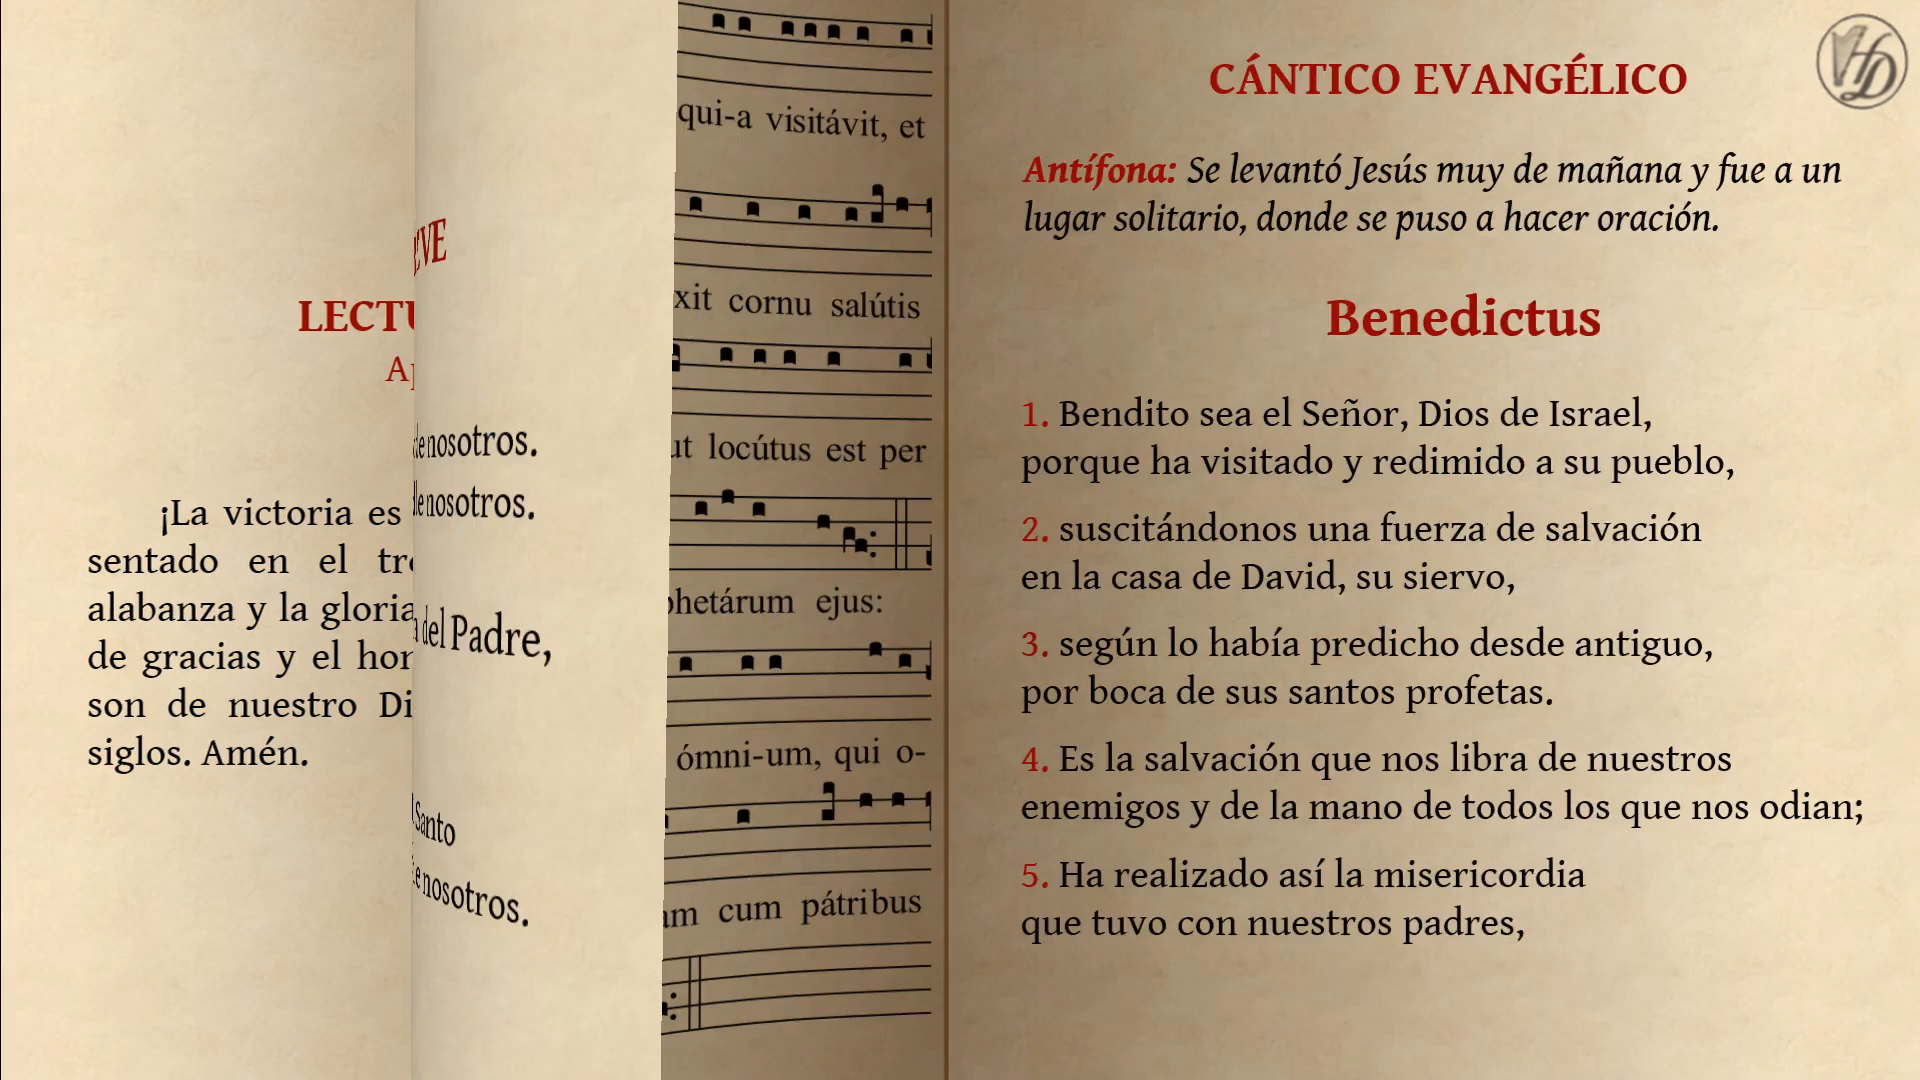 LECTU
¡La victoria es
sentado en el
alabanza y la gloria
de gracias y el
son de nuestro
siglos. Amén.
nosotros.
nosotros.
del Padre,
Santo
nosotros.
qui-a visitávit, et
xit cornu salútis
ut locútus est per
phetárum ejus:
ómni-um, qui o-
am cum pátribus
CÁNTICO EVANGÉLICO
Antífona: Se levantó Jesús muy de mañana y fue a un
lugar solitario, donde se puso a hacer oración.
Benedictus
1. Bendito sea el Señor, Dios de Israel,
porque ha visitado y redimido a su pueblo,
2. suscitándonos una fuerza de salvación
en la casa de David, su siervo,
3. según lo había predicho desde antiguo,
por boca de sus santos profetas.
4. Es la salvación que nos libra de nuestros
enemigos y de la mano de todos los que nos odian;
5. Ha realizado así la misericordia
que tuvo con nuestros padres,
HD